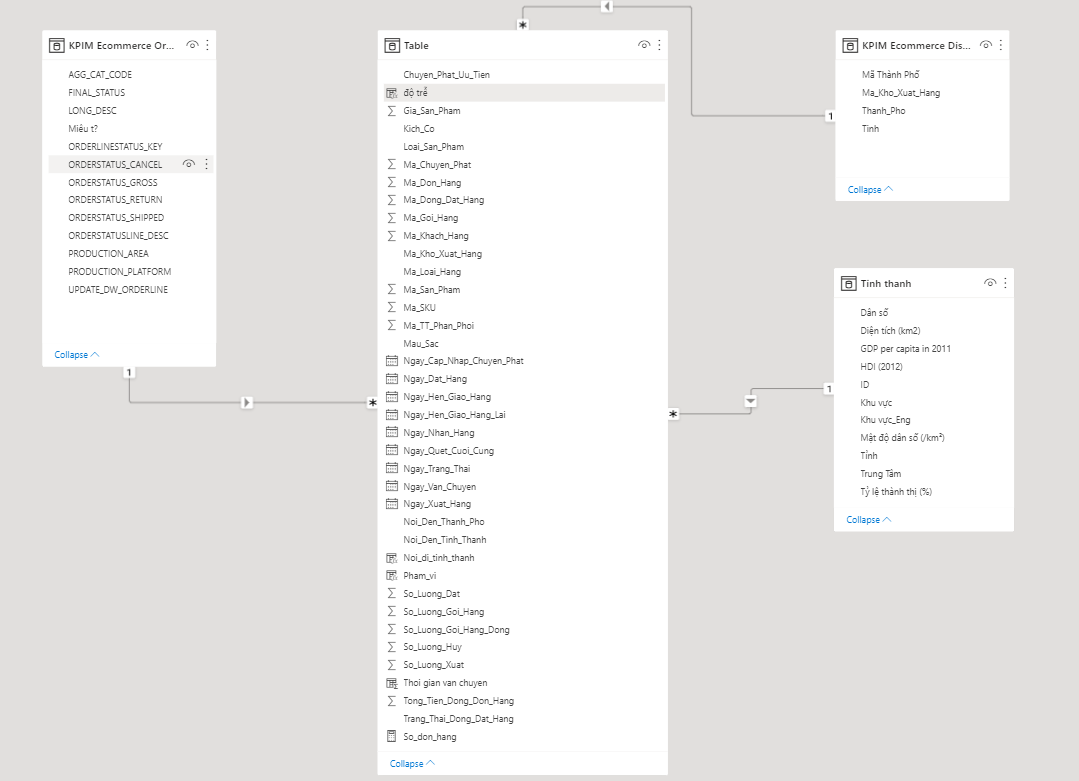 KPIM Ecommerce Or...
AGG_CAT_CODE
FINAL_STATUS
LONG_DESC
Miêu t?
ORDERLINESTATUS_KEY
ORDERSTATUS_CANCEL
ORDERSTATUS_GROSS
ORDERSTATUS_RETURN
ORDERSTATUS_SHIPPED
ORDERSTATUSLINE_DESC
PRODUCTION_AREA
PRODUCTION_PLATFORM
UPDATE_DW_ORDERLINE
Collapse
1
*
*
Table
Chuyen_Phat_Uu_Tien
độ trễ
Gia_San_Pham
Kich_Co
Loai_San_Pham
Ma_Chuyen_Phat
Ma_Don_Hang
Ma_Dong_Dat_Hang
Ma_Goi_Hang
Ma_Khach_Hang
Ma_Kho_Xuat_Hang
Ma_Loai_Hang
Ma_San_Pham
Ma_SKU
Ma_TT_Phan_Phoi
Mau_Sac
Ngay_Cap_Nhap_Chuyen_Phat
Ngay_Dat_Hang
Ngay_Hen_Giao_Hang
Ngay_Hen_Giao_Hang_Lai
Ngay_Nhan_Hang
Ngay_Quet_Cuoi_Cung
Ngay_Trang_Thai
Ngay_Van_Chuyen
Ngay_Xuat_Hang
Noi_Den_Thanh_Pho
Noi_Den_Tinh_Thanh
Noi_di_tinh_thanh
Pham_vi
So_Luong_Dat
So_Luong_Goi_Hang
So_Luong_Goi_Hang_Dong
So_Luong_Huy
So_Luong_Xuat
Thoi gian van chuyen
Tong_Tien_Dong_Don_Hang
Trang_Thai_Dong_Dat_Hang
So_don_hang
Collapse
KPIM Ecommerce Dis...
Mã Thành Phố
Ma_Kho_Xuat_Hang
Thanh_Pho
Tinh
Collapse
1
Tinh thanh
Dân số
Diện tích (km2)
GDP per capita in 2011
HDI (2012)
ID
Khu vực
Khu vực_Eng
Mật độ dân số (/km²)
Tỉnh
Trung Tâm
Tỷ lệ thành thị (%)
Collapse
1
*